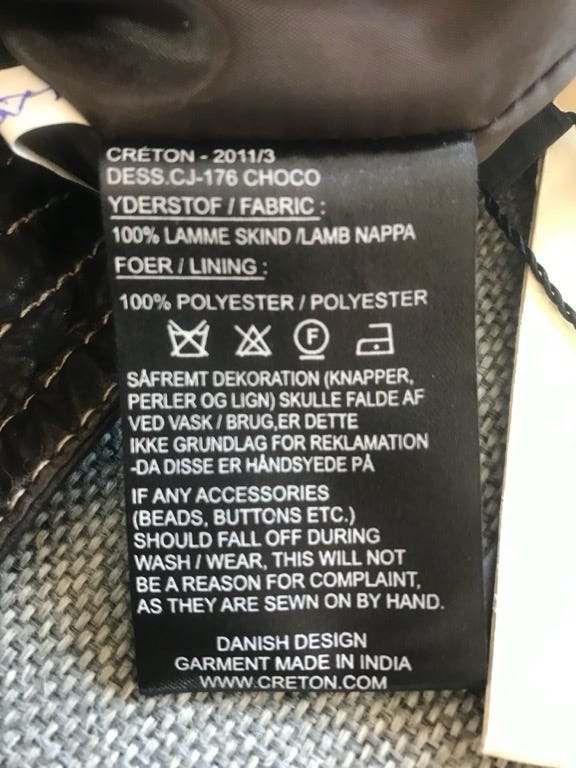 CRÉTON - 2011/3
DESS.CJ-176 CHOCO
YDERSTOF / FABRIC :
100% LAMME SKIND /LAMB NAPPA
FOER / LINING :
100% POLYESTER / POLYESTER
F
SÅFREMT DEKORATION (KNAPPER,
PERLER OG LIGN) SKULLE FALDE AF
VED VASK / BRUG,ER DETTE
IKKE GRUNDLAG FOR REKLAMATION
-DA DISSE ER HÅNDSYEDE PÅ
IF ANY ACCESSORIES
(BEADS, BUTTONS ETC.)
SHOULD FALL OFF DURING
WASH / WEAR, THIS WILL NOT
BE A REASON FOR COMPLAINT,
AS THEY ARE SEWN ON BY HAND.
DANISH DESIGN
GARMENT MADE IN INDIA
WWW.CRETON.COM